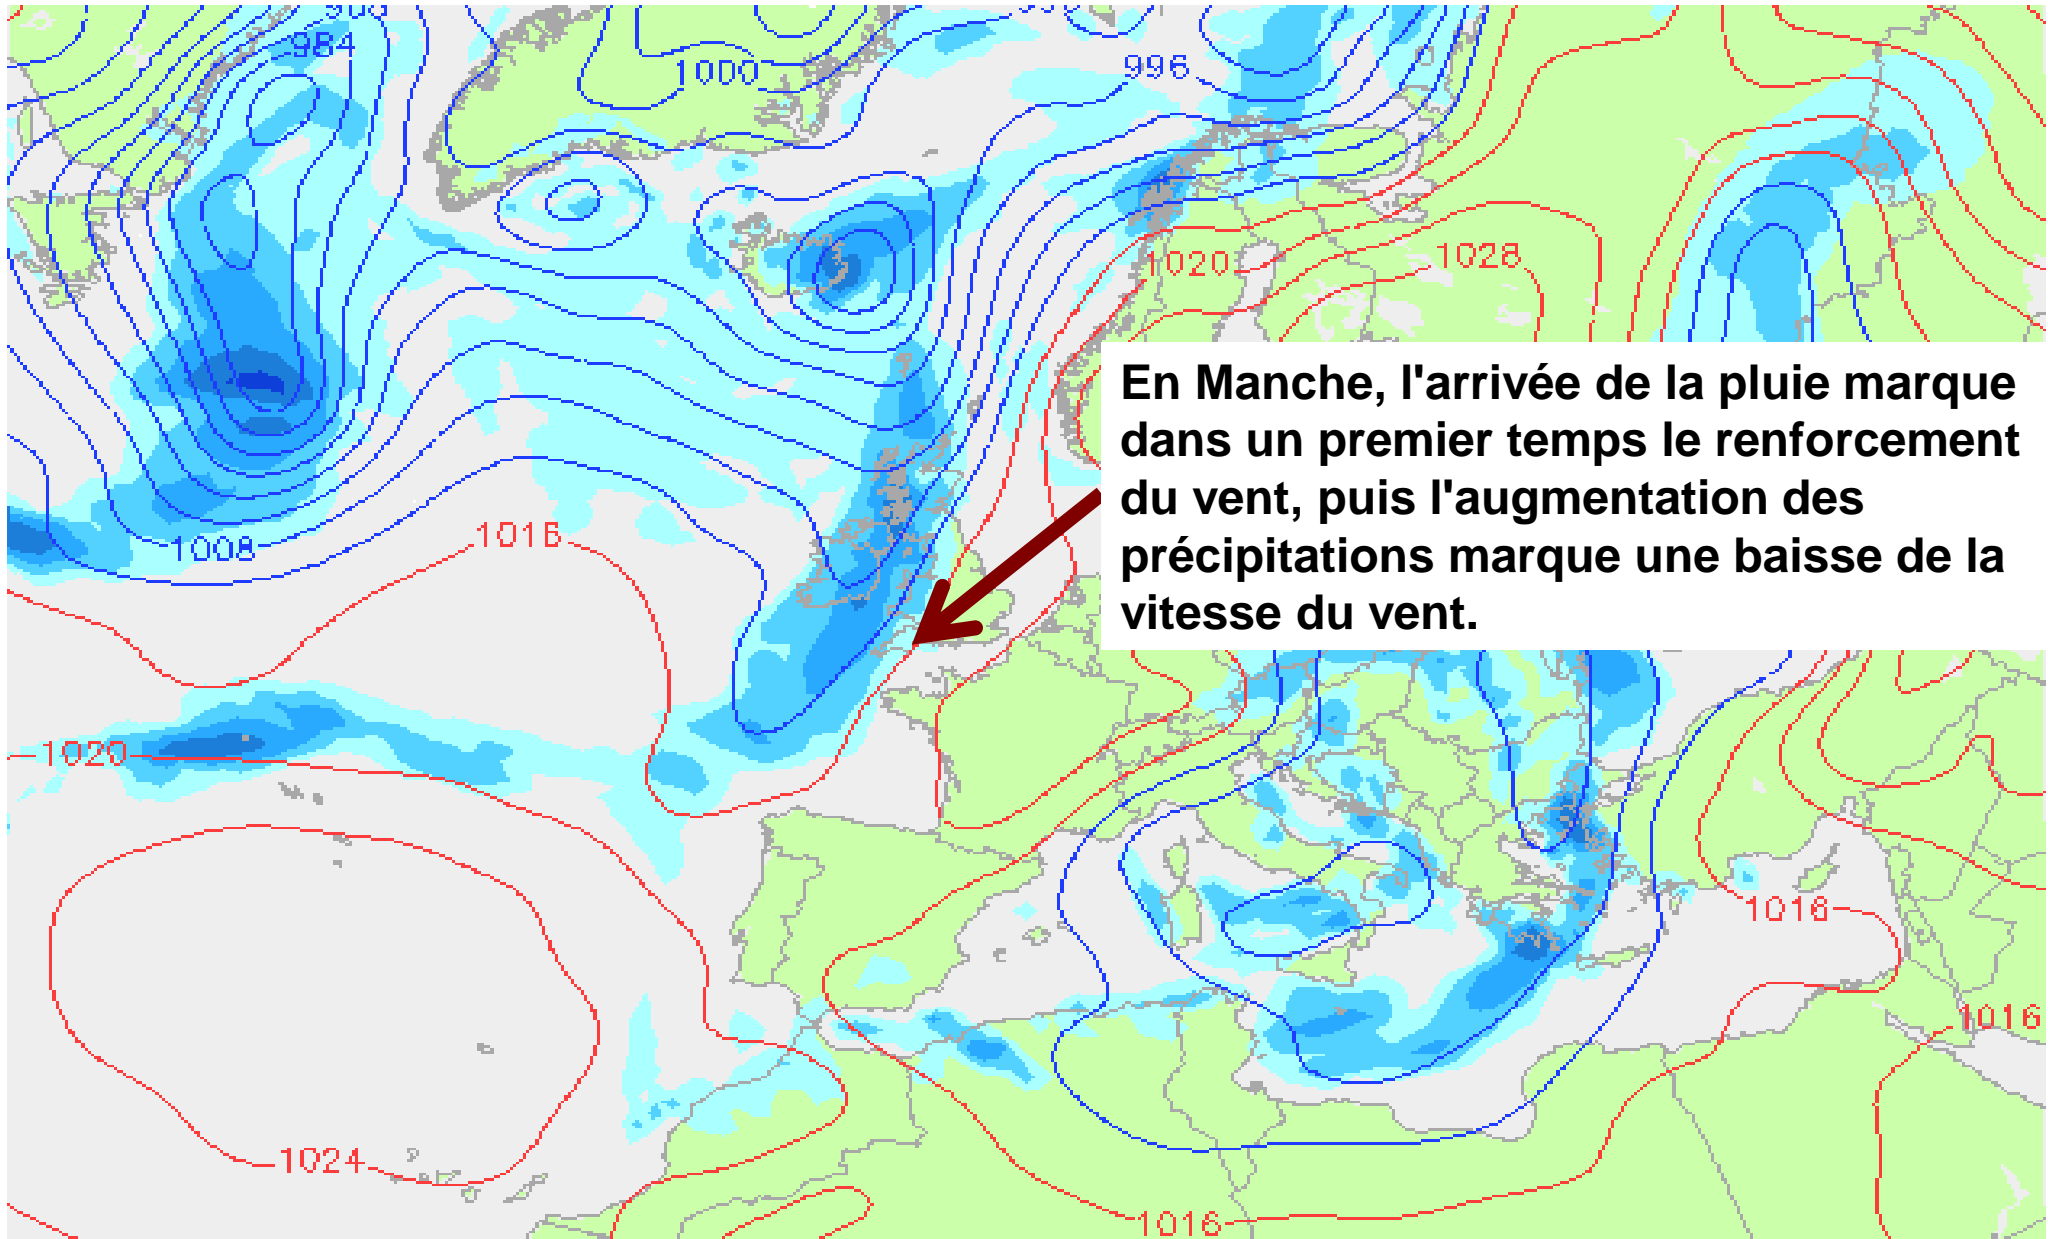 984
1000
996
1020
1028
En Manche, l'arrivée de la pluie marque
dans un premier temps le renforcement
du vent, puis l'augmentation des
précipitations marque une baisse de la
vitesse du vent.
1016
1008
1020
1016
1016
1024
1016